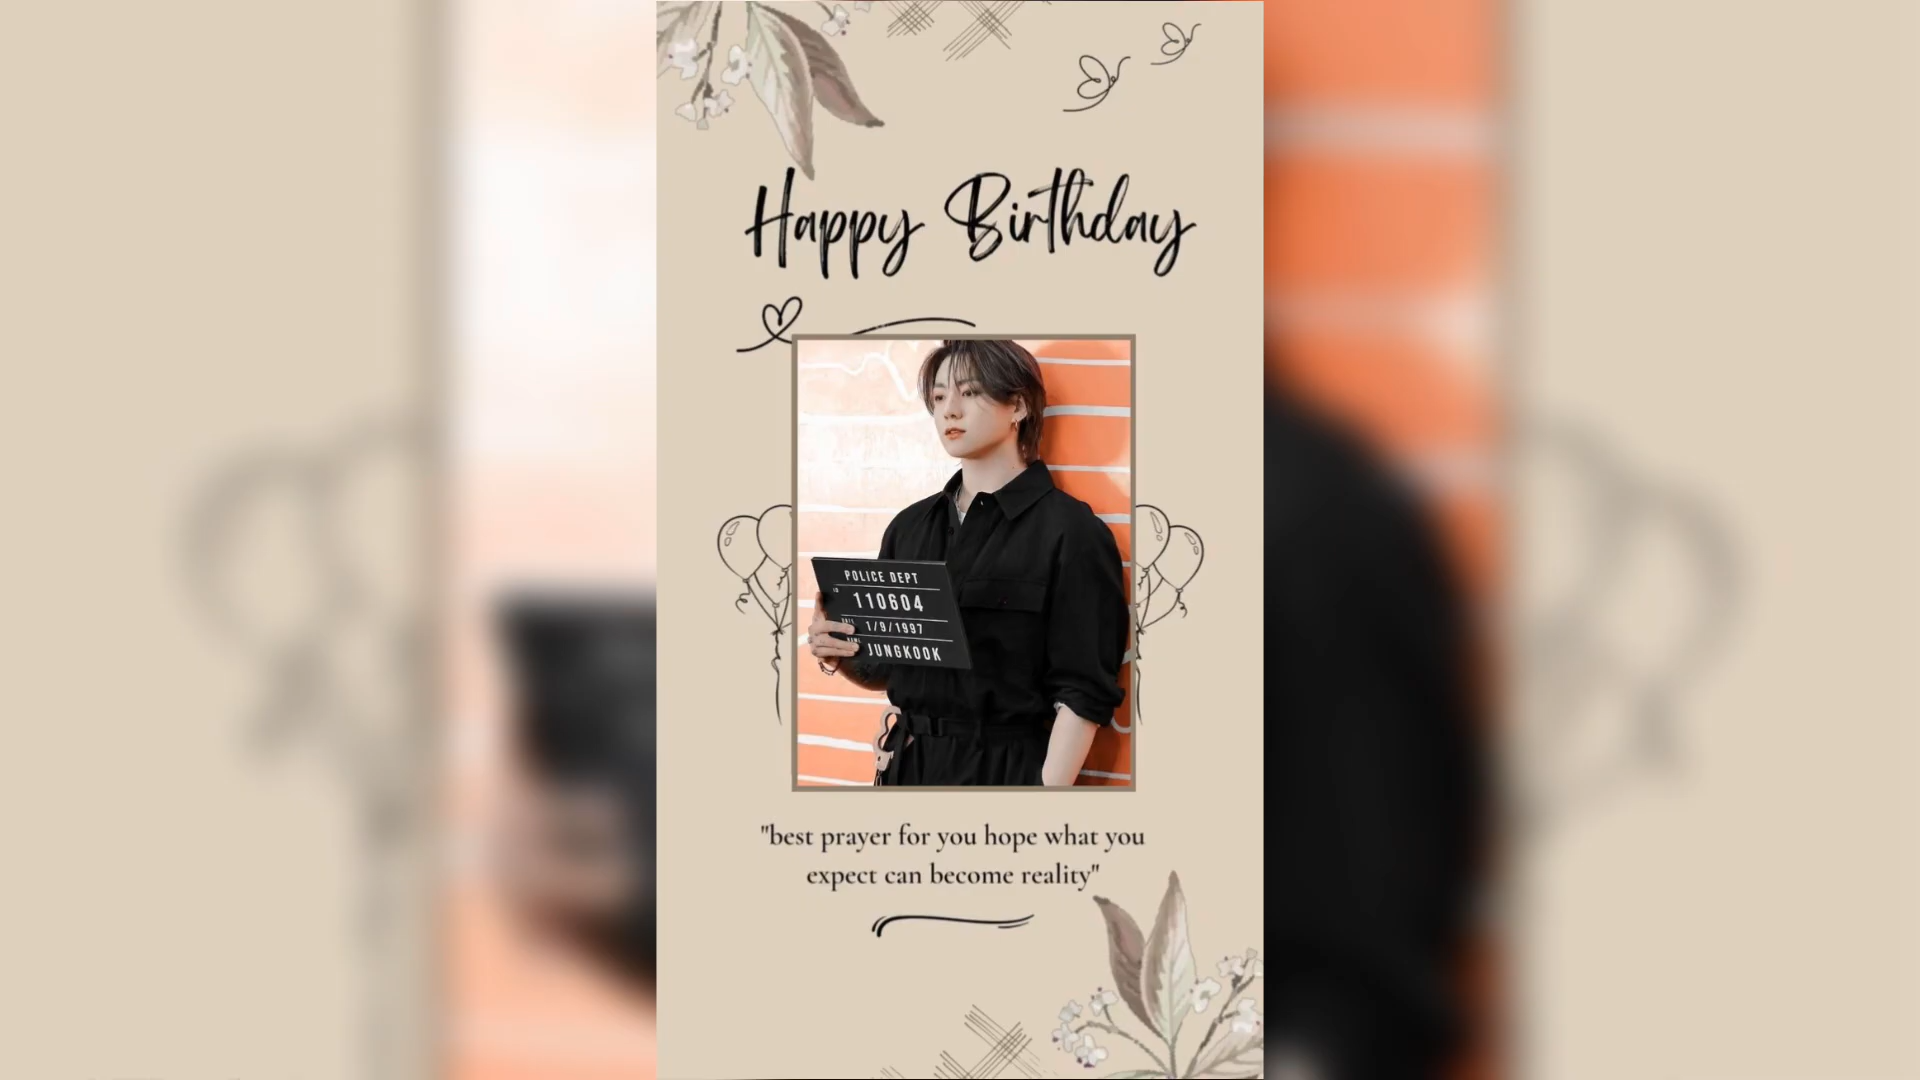 Happy Birthday
POLICE DEPT
110604
1/9/1997
JUNGKOOK
"best prayer for you hope what you
expect can become reality"